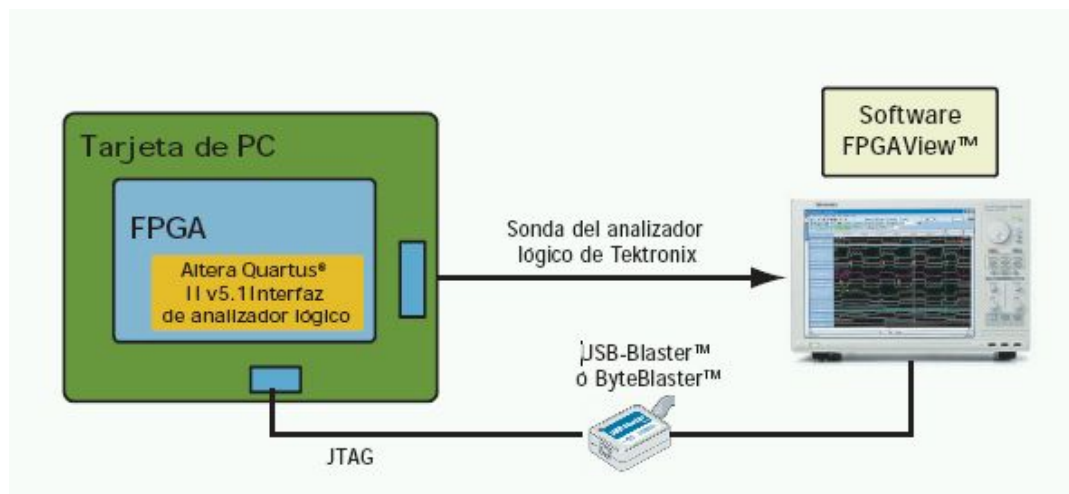 Tarjeta de PC
FPGA
Altera Quartus®
II v5.1Interfaz
de analizador lógico
Sonda del analizador
lógico de Tektronix
Software
FPGAView™
USB-Blaster™
ó ByteBlaster™
JTAG